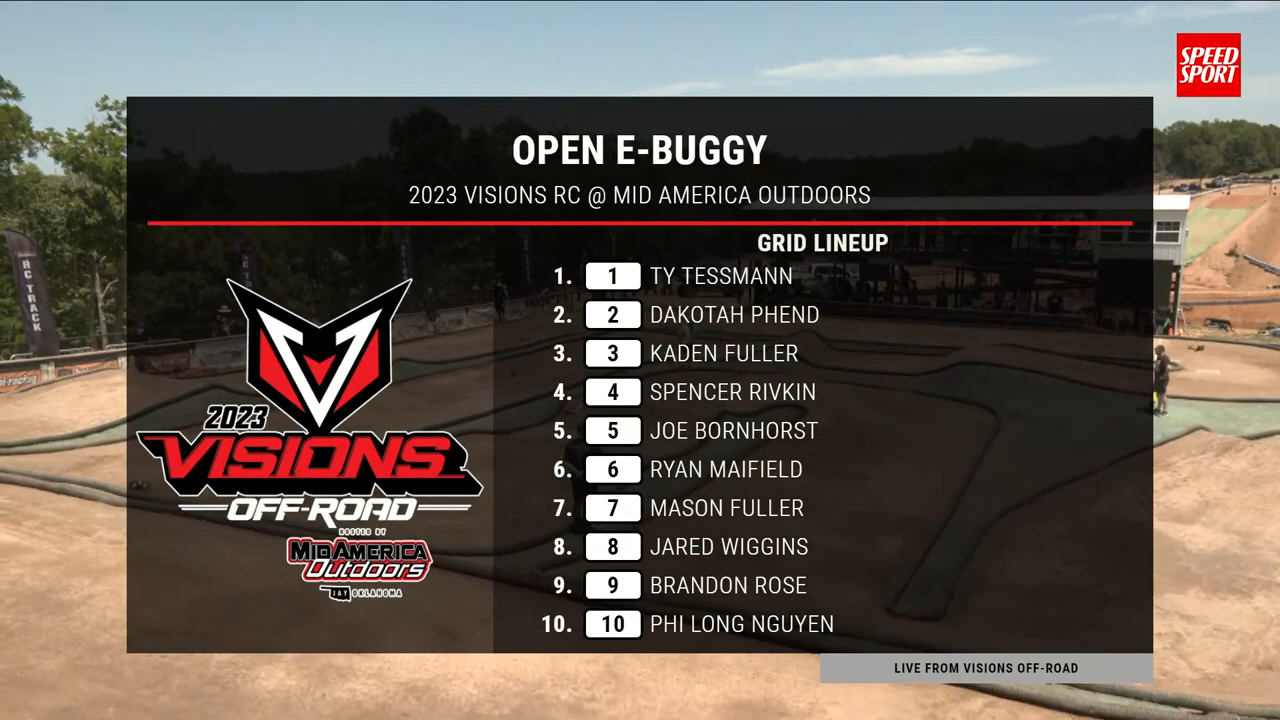 SPEED
SPORT
OPEN E-BUGGY
2023 VISIONS RC @ MID AMERICA OUTDOORS
GRID LINEUP
1. 1 TY TESSMANN
2. 2 DAKOTAH PHEND
3. 3 KADEN FULLER
4. 4 SPENCER RIVKIN
5. 5 JOE BORNHORST
6. 6 RYAN MAIFIELD
7. 7 MASON FULLER
8. 8 JARED WIGGINS
9. 9 BRANDON ROSE
10. 10 PHI LONG NGUYEN
2023
VISIONS
OFF-ROAD
HOSTED BY
MID AMERICA
Outdoors
JAY OKLAHOMA
RC TRACK
LIVE FROM VISIONS OFF-ROAD